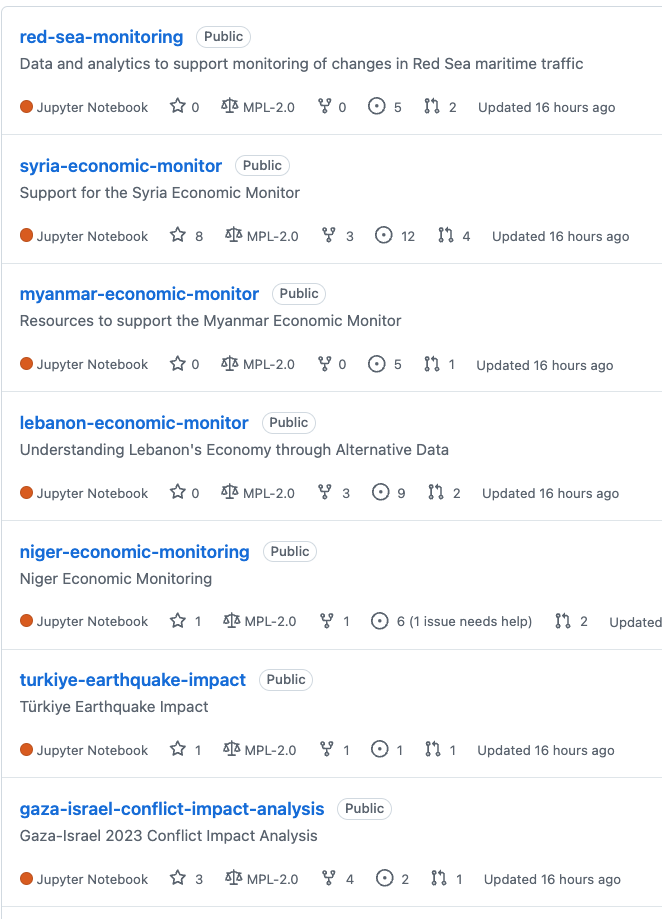 red-sea-monitoring Public
Data and analytics to support monitoring of changes in Red Sea maritime traffic
Jupyter Notebook 0 MPL-2.0 0 5 2 Updated 16 hours ago
syria-economic-monitor Public
Support for the Syria Economic Monitor
Jupyter Notebook 8 MPL-2.0 3 12 4 Updated 16 hours ago
myanmar-economic-monitor Public
Resources to support the Myanmar Economic Monitor
Jupyter Notebook 0 MPL-2.0 0 5 1 Updated 16 hours ago
lebanon-economic-monitor Public
Understanding Lebanon's Economy through Alternative Data
Jupyter Notebook 0 MPL-2.0 3 9 2 Updated 16 hours ago
niger-economic-monitoring Public
Niger Economic Monitoring
Jupyter Notebook 1 MPL-2.0 1 6 (1 issue needs help) 2 Updated
turkiye-earthquake-impact Public
Türkiye Earthquake Impact
Jupyter Notebook 1 MPL-2.0 1 1 1 Updated 16 hours ago
gaza-israel-conflict-impact-analysis Public
Gaza-Israel 2023 Conflict Impact Analysis
Jupyter Notebook 3 MPL-2.0 4 2 1 Updated 16 hours ago